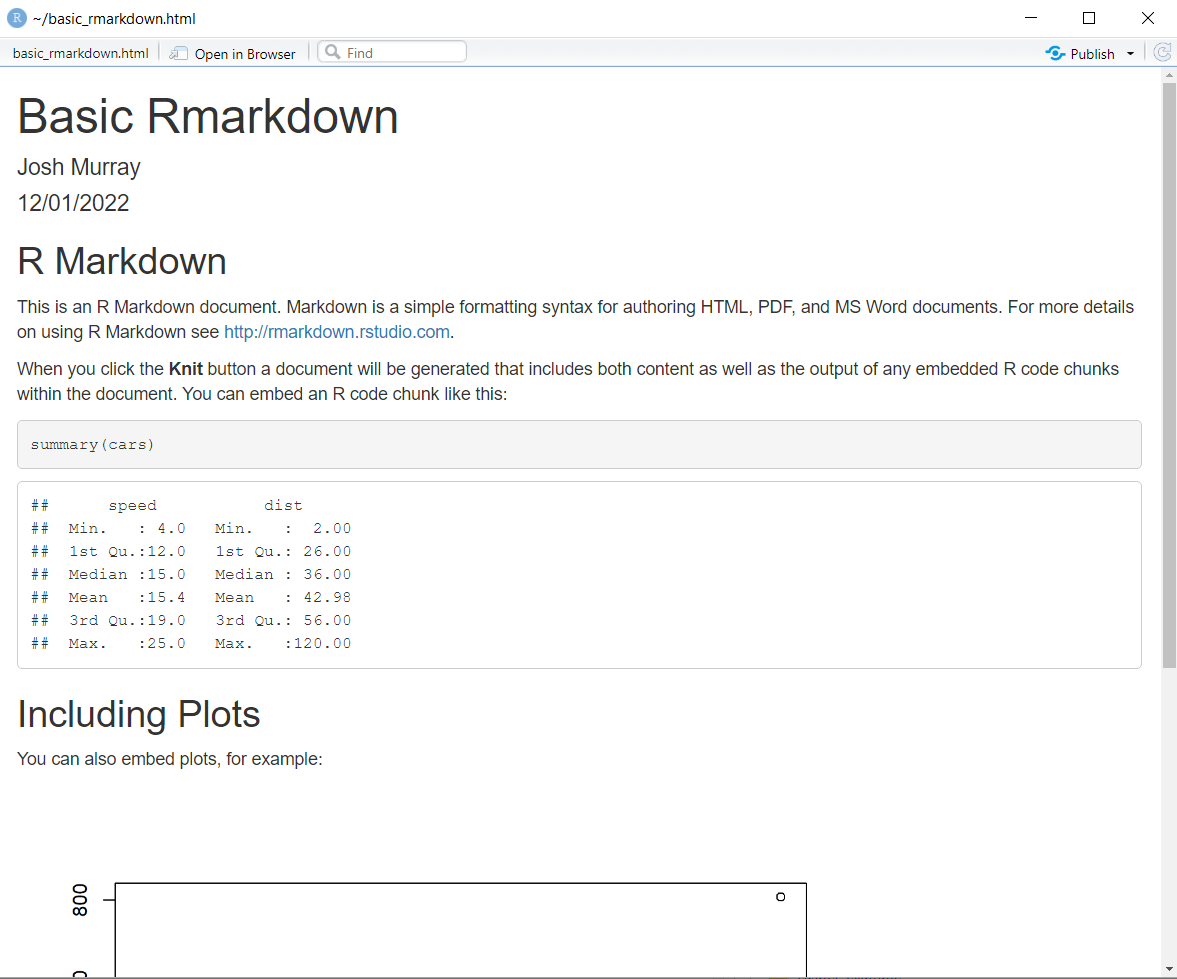 ~/basic_rmarkdown.html
basic_rmarkdown.html Open in Browser Find Publish
Basic Rmarkdown
Josh Murray
12/01/2022
R Markdown
This is an R Markdown document. Markdown is a simple formatting syntax for authoring HTML, PDF, and MS Word documents. For more details
on using R Markdown see http://rmarkdown.rstudio.com.
When you click the Knit button a document will be generated that includes both content as well as the output of any embedded R code chunks
within the document. You can embed an R code chunk like this:
summary(cars)
##      speed           dist
##  Min.   : 4.0   Min.   :  2.00
##  1st Qu.:12.0   1st Qu.: 26.00
##  Median :15.0   Median : 36.00
##  Mean   :15.4   Mean   : 42.98
##  3rd Qu.:19.0   3rd Qu.: 56.00
##  Max.   :25.0   Max.   :120.00
Including Plots
You can also embed plots, for example:
800